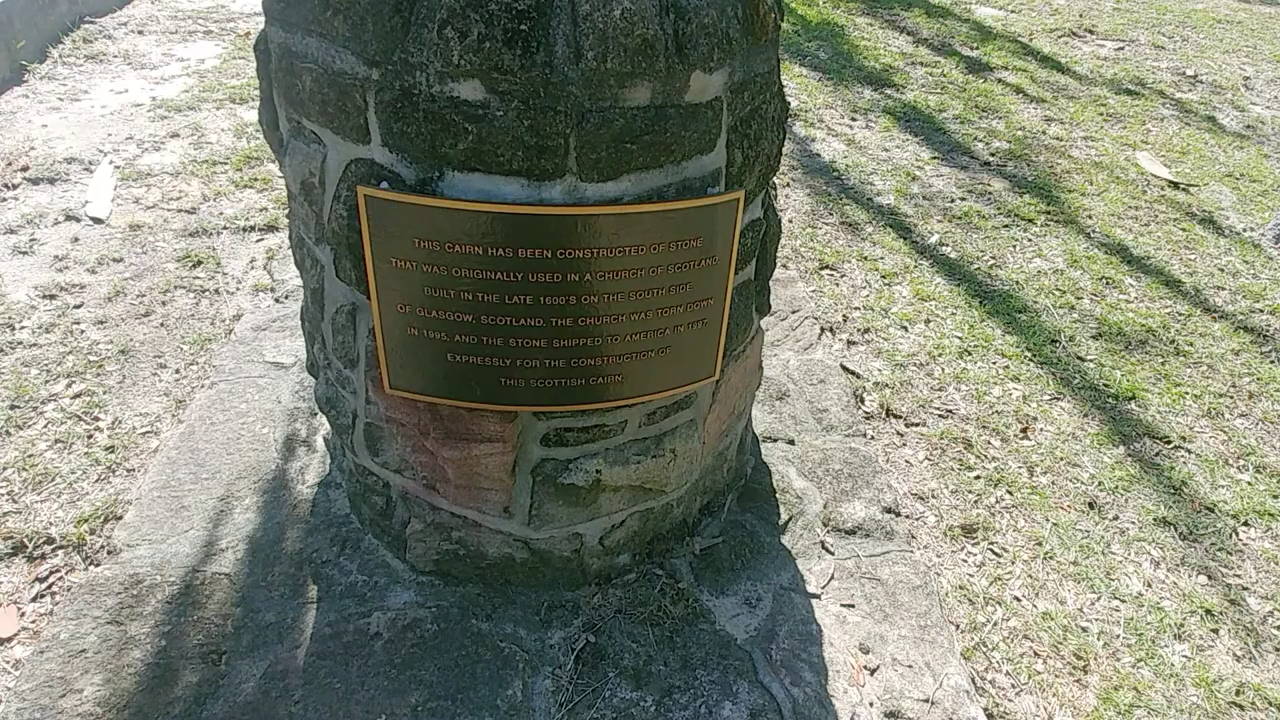 THIS CAIRN HAS BEEN CONSTRUCTED OF STONE
THAT WAS ORIGINALLY USED IN A CHURCH OF SCOTLAND,
BUILT IN THE LATE 1600'S ON THE SOUTH SIDE
OF GLASGOW, SCOTLAND. THE CHURCH WAS TORN DOWN
IN 1995, AND THE STONE SHIPPED TO AMERICA IN 1997
EXPRESSLY FOR THE CONSTRUCTION OF
THIS SCOTTISH CAIRN.